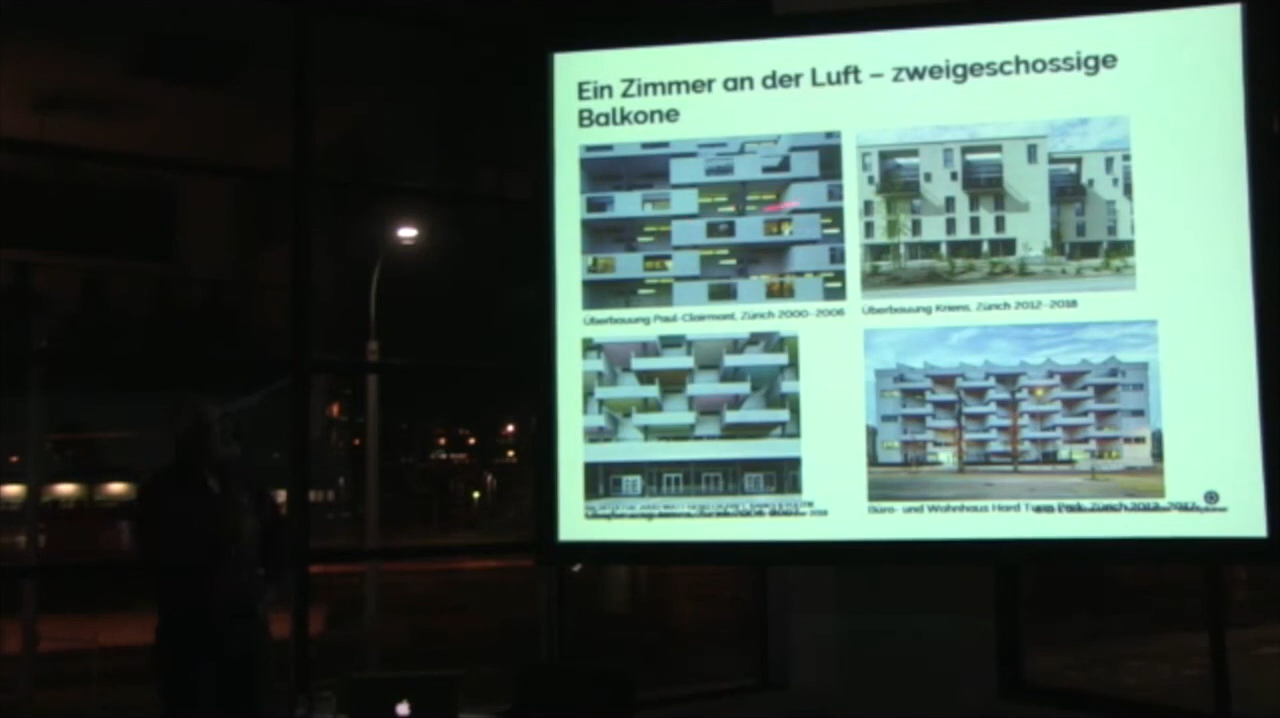 Ein Zimmer an der Luft – zweigeschossige
Balkone
Überbauung Paul-Clairmont, Zürich 2000–2006
Überbauung Kriens, Zürich 2012–2018
Büro- und Wohnhaus Hard Turm Park, Zürich